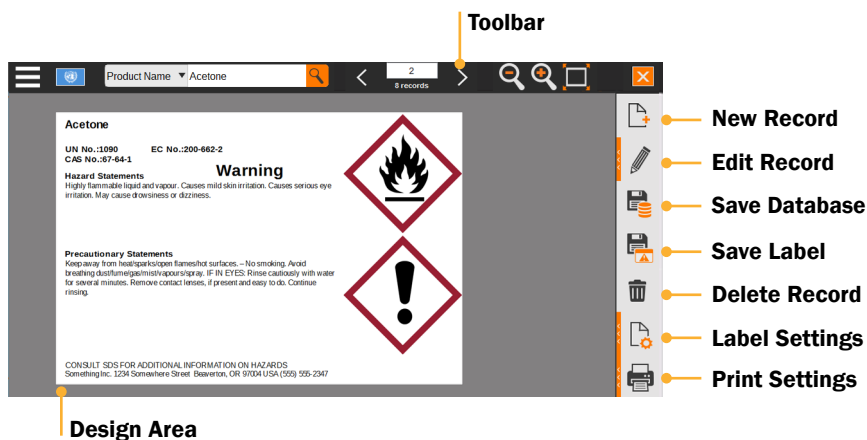 Toolbar
Product Name Acetone
2
8 records
Acetone
UN No.:1090 EC No.:200-662-2
CAS No.:67-64-1
Warning
Hazard Statements
Highly flammable liquid and vapour. Causes mild skin irritation. Causes serious eye
irritation. May cause drowsiness or dizziness.
Precautionary Statements
Keep away from heat/sparks/open flames/hot surfaces. – No smoking. Avoid
breathing dust/fume/gas/mist/vapours/spray. IF IN EYES: Rinse cautiously with water
for several minutes. Remove contact lenses, if present and easy to do. Continue
rinsing.
CONSULT SDS FOR ADDITIONAL INFORMATION ON HAZARDS
Something Inc. 1234 Somewhere Street Beaverton, OR 97004 USA (555) 555-2347
New Record
Edit Record
Save Database
Save Label
Delete Record
Label Settings
Print Settings
Design Area